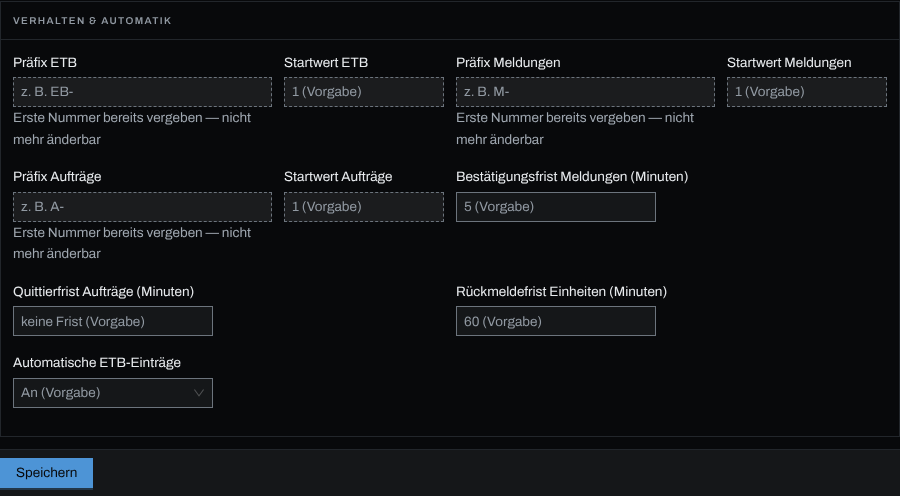 VERHALTEN & AUTOMATIK
Präfix ETB
Startwert ETB
Präfix Meldungen
Startwert Meldungen
z. B. EB-
1 (Vorgabe)
z. B. M-
1 (Vorgabe)
Erste Nummer bereits vergeben — nicht
mehr änderbar
Erste Nummer bereits vergeben — nicht
mehr änderbar
Präfix Aufträge
Startwert Aufträge
Bestätigungsfrist Meldungen (Minuten)
z. B. A-
1 (Vorgabe)
5 (Vorgabe)
Erste Nummer bereits vergeben — nicht
mehr änderbar
Quittierfrist Aufträge (Minuten)
Rückmeldefrist Einheiten (Minuten)
keine Frist (Vorgabe)
60 (Vorgabe)
Automatische ETB-Einträge
An (Vorgabe)
Speichern